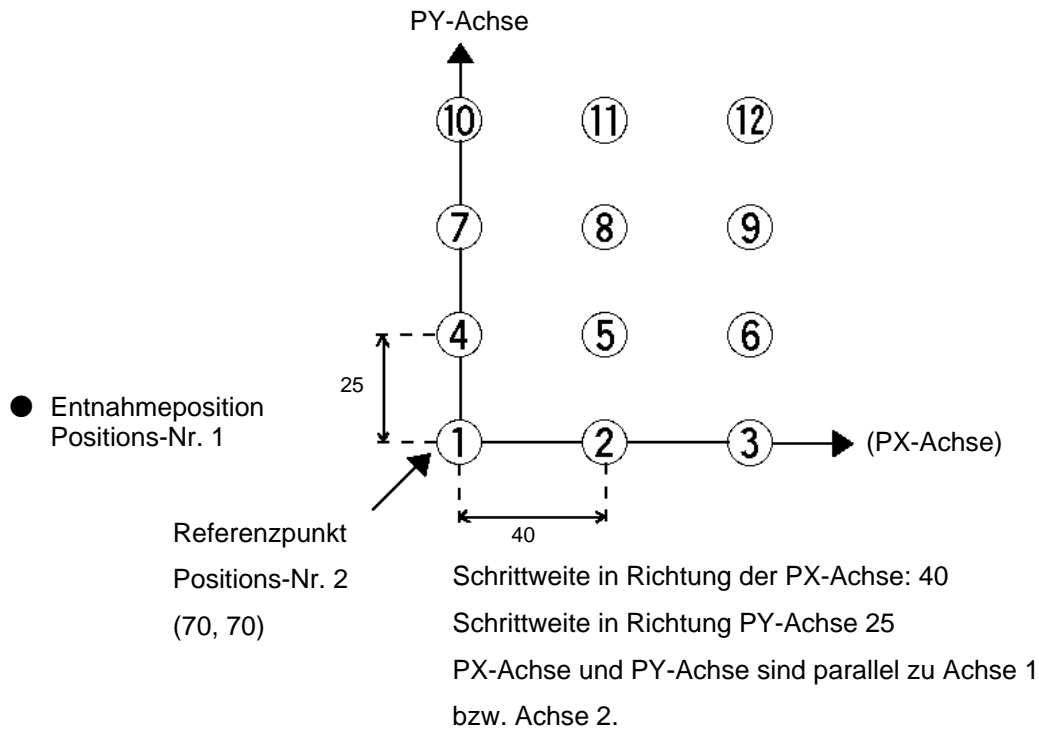 PY-Achse
10 11 12
7 8 9
4 5 6
25
Entnahmeposition
Positions-Nr. 1
1 2 3 (PX-Achse)
40
Referenzpunkt
Positions-Nr. 2
(70, 70)
Schrittweite in Richtung der PX-Achse: 40
Schrittweite in Richtung PY-Achse 25
PX-Achse und PY-Achse sind parallel zu Achse 1
bzw. Achse 2.